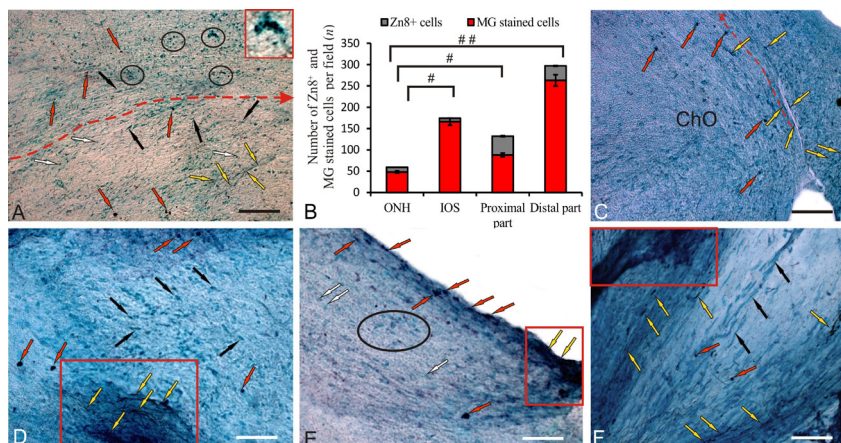 Zn8+ cells
MG stained cells
Number of Zn8⁺ and
MG stained cells per field (n)
350
300
250
200
150
100
50
0
# #
#
#
ONH
IOS
Proximal
part
Distal part
A
B
ChO
C
D
E
F